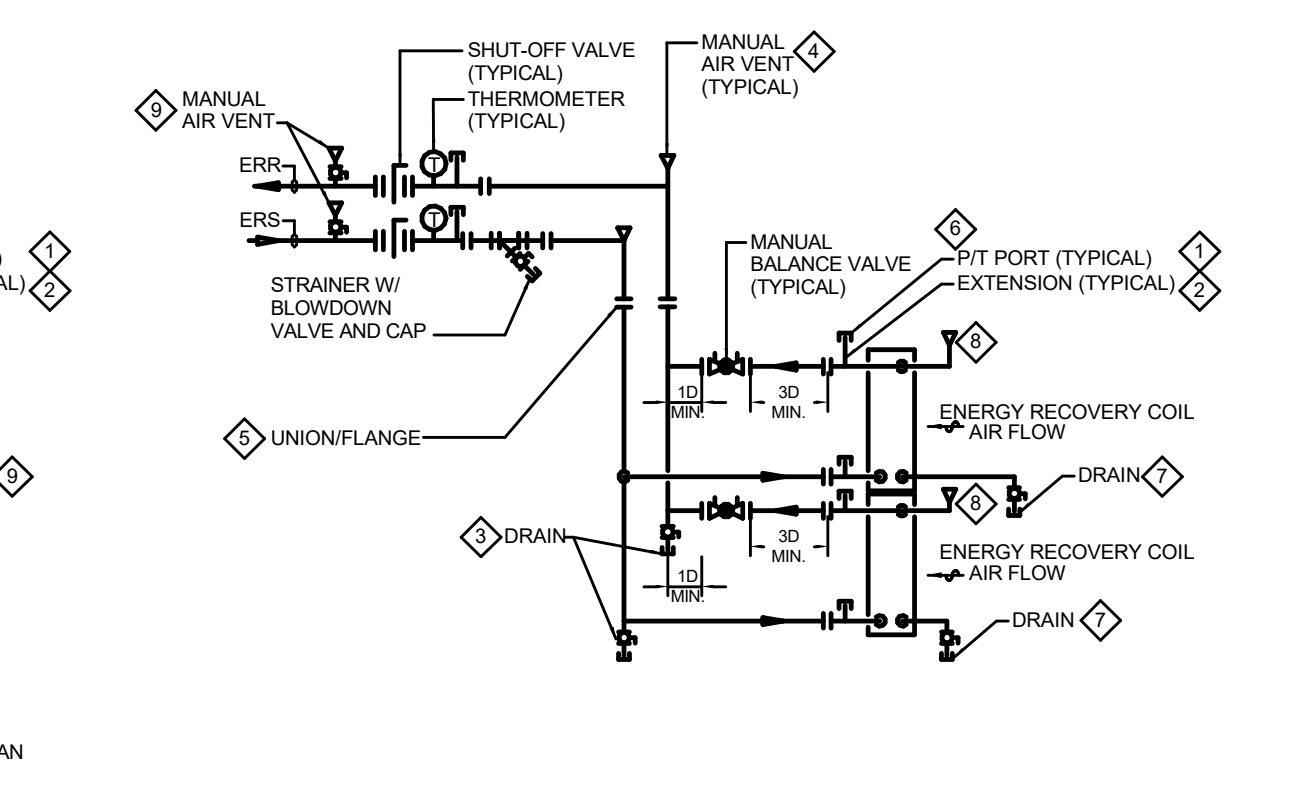 SHUT-OFF VALVE
(TYPICAL)
THERMOMETER
(TYPICAL)
MANUAL
AIR VENT
(TYPICAL)
4
9
MANUAL
AIR VENT
ERR
T
ERS
T
STRAINER W/
BLOWDOWN
VALVE AND CAP
MANUAL
BALANCE VALVE
(TYPICAL)
6
P/T PORT (TYPICAL)
EXTENSION (TYPICAL)
1
2
)
AL)
1
2
8
1D
MIN.
3D
MIN.
ENERGY RECOVERY COIL
AIR FLOW
5
UNION/FLANGE
9
DRAIN
7
8
3
DRAIN
3D
MIN.
1D
MIN.
ENERGY RECOVERY COIL
AIR FLOW
DRAIN
7
AN